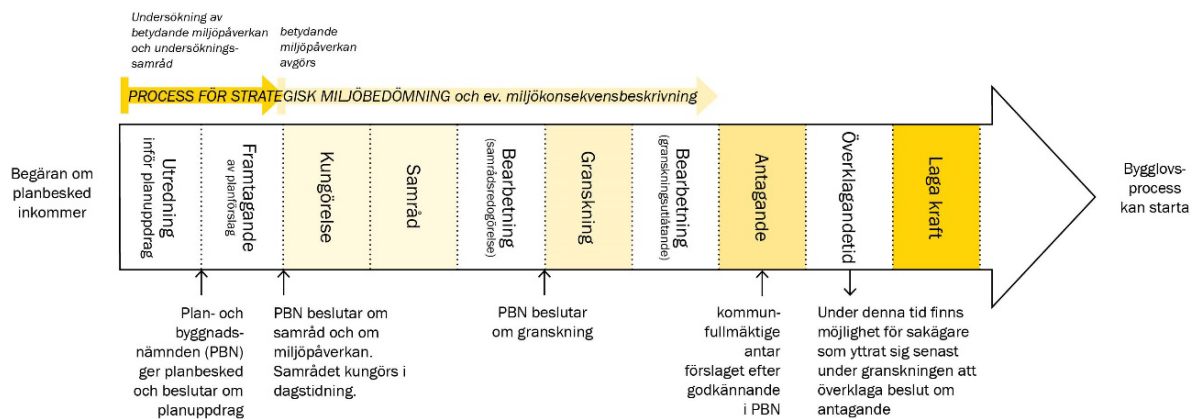 Undersökning av
betydande miljöpåverkan
och undersöknings-
samråd
betydande
miljöpåverkan
avgörs
PROCESS FÖR STRATEGISK MILJÖBEDÖMNING och ev. miljökonsekvensbeskrivning
Begäran om
planbesked
inkommer
Utredning
inför planuppdrag
Framtagande
av planförslag
Kungörelse
Samråd
Bearbetning
(samrådsredogörelse)
Granskning
Bearbetning
(granskningsutlåtande)
Antagande
Överklagandetid
Laga kraft
Bygglovs-
process
kan starta
Plan- och
byggnads-
nämnden (PBN)
ger planbesked
och beslutar om
planuppdrag
PBN beslutar om
samråd och om
miljöpåverkan.
Samrådet kungörs i
dagstidning.
PBN beslutar
om granskning
kommun-
fullmäktige
antar
förslaget efter
godkännande
i PBN
Under denna tid finns
möjlighet för sakägare
som yttrat sig senast
under granskningen att
överklaga beslut om
antagande